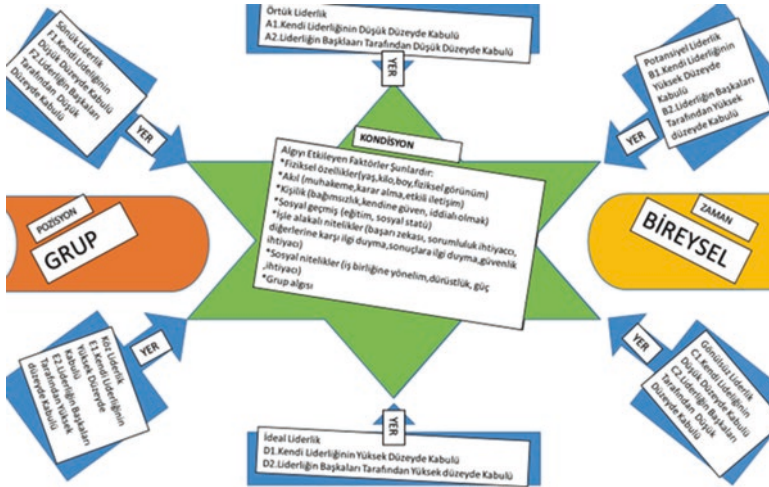 Örtük Liderlik
A1.Kendi Liderliğinin Düşük Düzeyde Kabulü
A2.Liderliğin Başklaarı Tarafından Düşük Düzeyde Kabulü
YER
Sönük Liderlik
F1.Kendi Lideliğinin
Düşük Düzeyde Kabulü
F2.Liderliğin Başkaları
Tarafından Düşük
Düzeyde Kabulü
YER
Potansiyel Liderlik
B1.Kendi Liderliğinin
Yüksek Düzeyde
Kabulü
B2.Liderliğin Başkaları
Tarafından Yüksek
düzeyde Kabulü
YER
KONDİSYON
Algıyı Etkileyen Faktörler Şunlardır:
*Fiziksel özellikler(yaş,kilo,boy,fiziksel görünüm)
*Akıl (muhakeme,karar alma,etkili iletişim)
*Kişilik (bağımsızlık,kendine güven, iddialı olmak)
*Sosyal geçmiş (eğitim, sosyal statü)
*İşle alakalı nitelikler (başarı zekası, sorumluluk ihtiyaccı,
diğerlerine karşı ilgi duyma,sonuçlara ilgi duyma,güvenlik
ihtiyacı)
*Sosyal nitelikler (iş birliğine yönelim,dürüstlük, güç
,ihtiyacı)
*Grup algısı
POZİSYON
GRUP
ZAMAN
BİREYSEL
YER
Köz Liderlik
E1.Kendi Liderliğinin
Yüksek Düzeyde
Kabulü
E2.Liderliğin Başkaları
Tarafından Yüksek
düzeyde Kabulü
YER
Gönülsüz Liderlik
C1.Kendi Lideliğinin
Düşük Düzeyde Kabulü
C2.Liderliğin Başkaları
Tarafından Düşük
Düzeyde Kabulü
YER
İdeal Liderlik
D1.Kendi Liderliğinin Yüksek Düzeyde Kabulü
D2.Liderliğin Başkaları Tarafından Yüksek düzeyde Kabulü